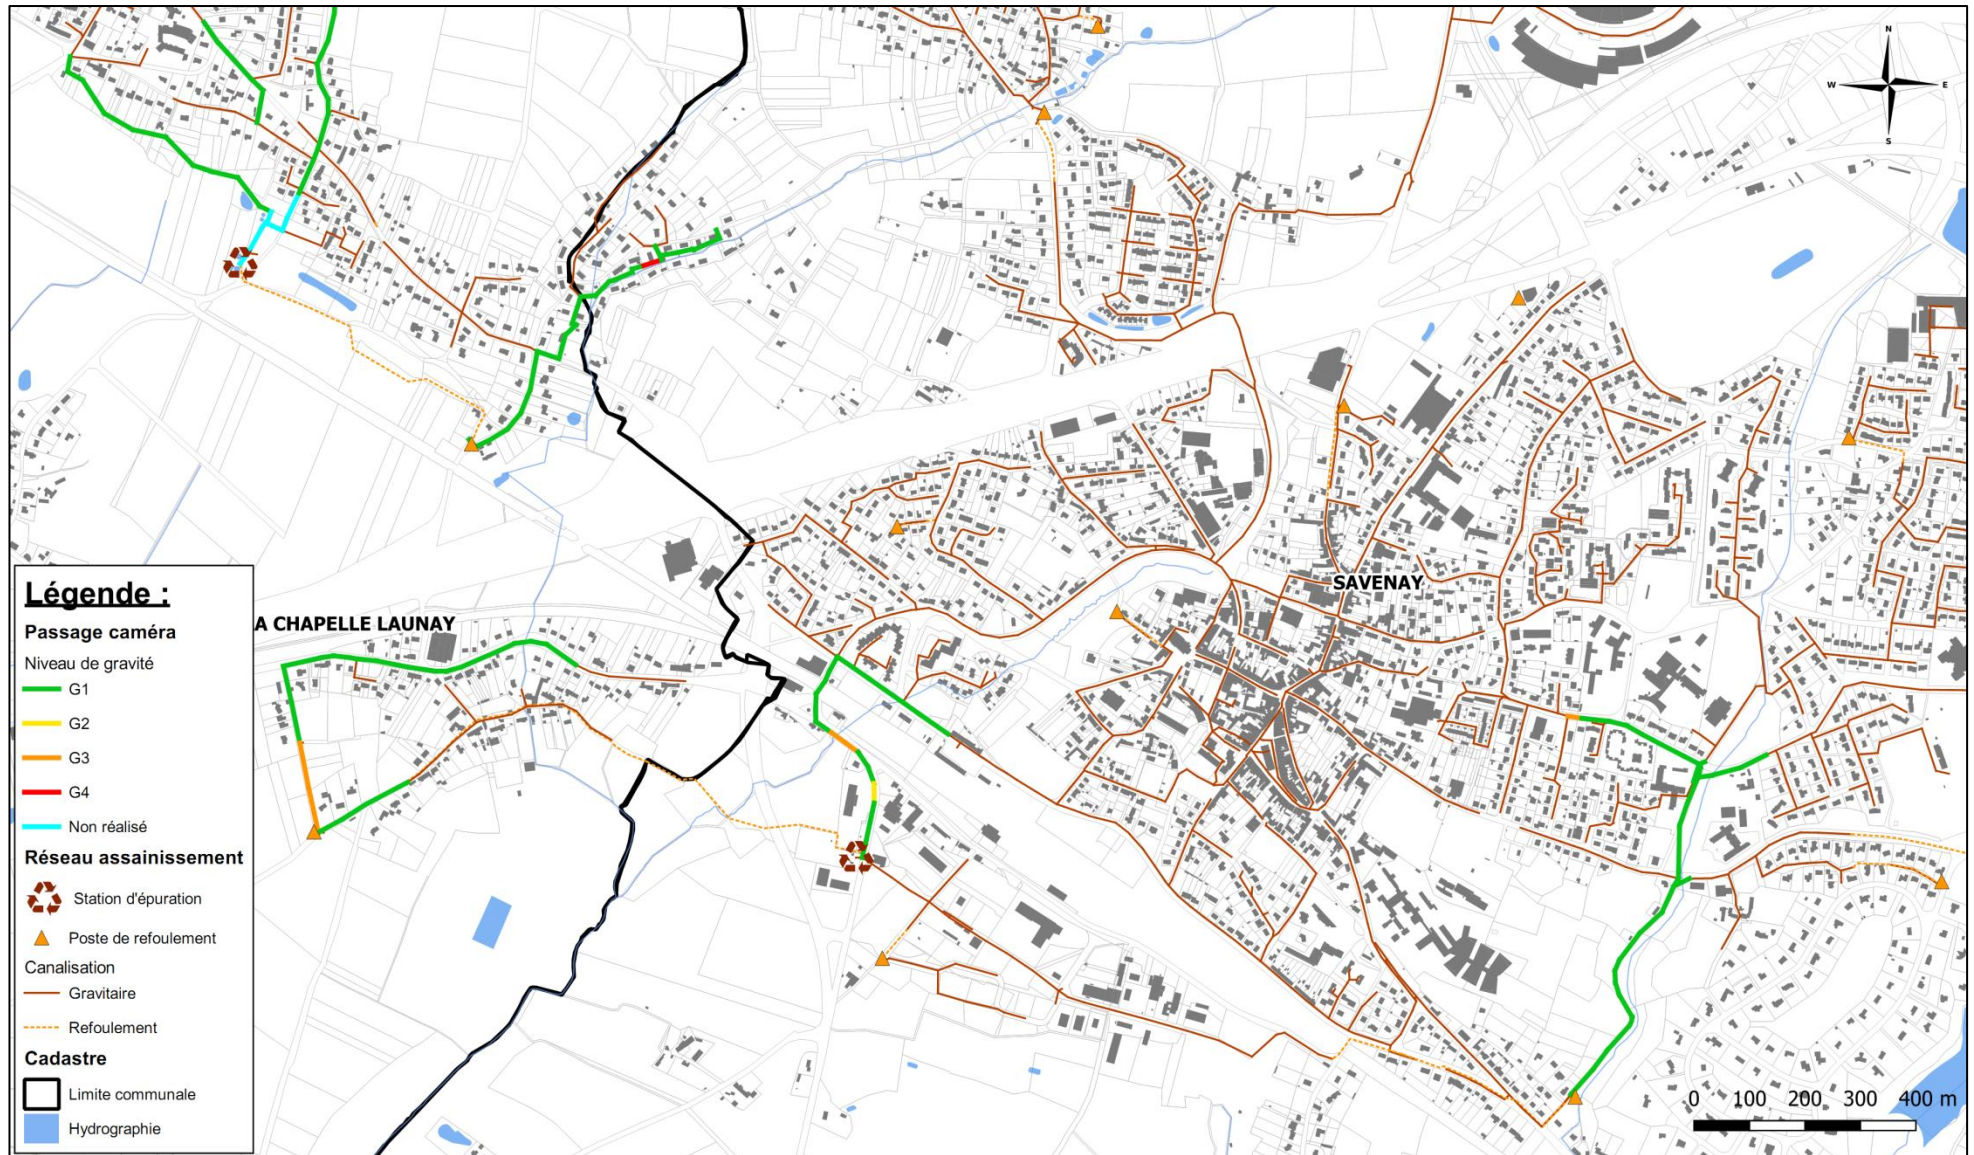 N
W E
S
SAVENAY
A CHAPELLE LAUNAY
Légende :
Passage caméra
Niveau de gravité
G1
G2
G3
G4
Non réalisé
Réseau assainissement
Station d'épuration
Poste de refoulement
Canalisation
Gravitaire
Refoulement
Cadastre
Limite communale
Hydrographie
0 100 200 300 400 m